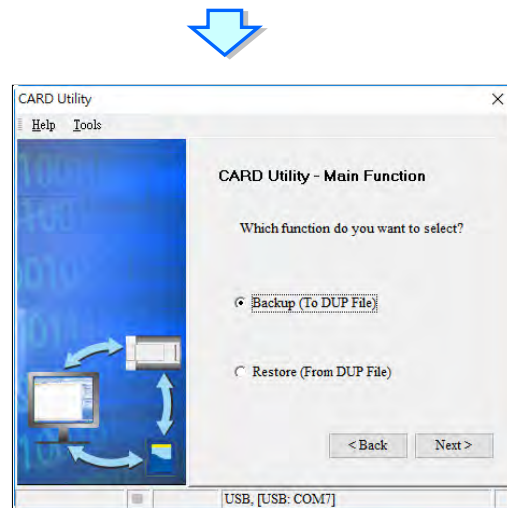 CARD Utility
Help Tools
CARD Utility - Main Function
Which function do you want to select?
Backup (To DUP File)
Restore (From DUP File)
< Back Next >
USB, [USB: COM7]